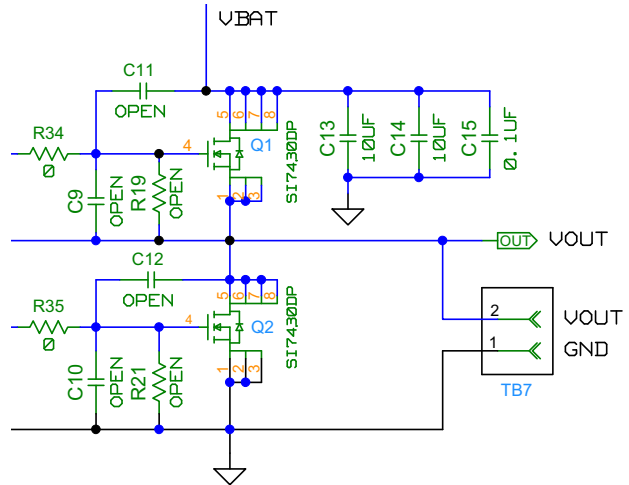 VBAT
C11
OPEN
5
6
7
8
R34
0
4
Q1
SI7430DP
C9
OPEN
R19
OPEN
1
2
3
C13
10UF
C14
10UF
C15
0.1UF
OUT
VOUT
C12
OPEN
5
6
7
8
R35
0
4
Q2
SI7430DP
C10
OPEN
R21
OPEN
1
2
3
2
VOUT
1
GND
TB7